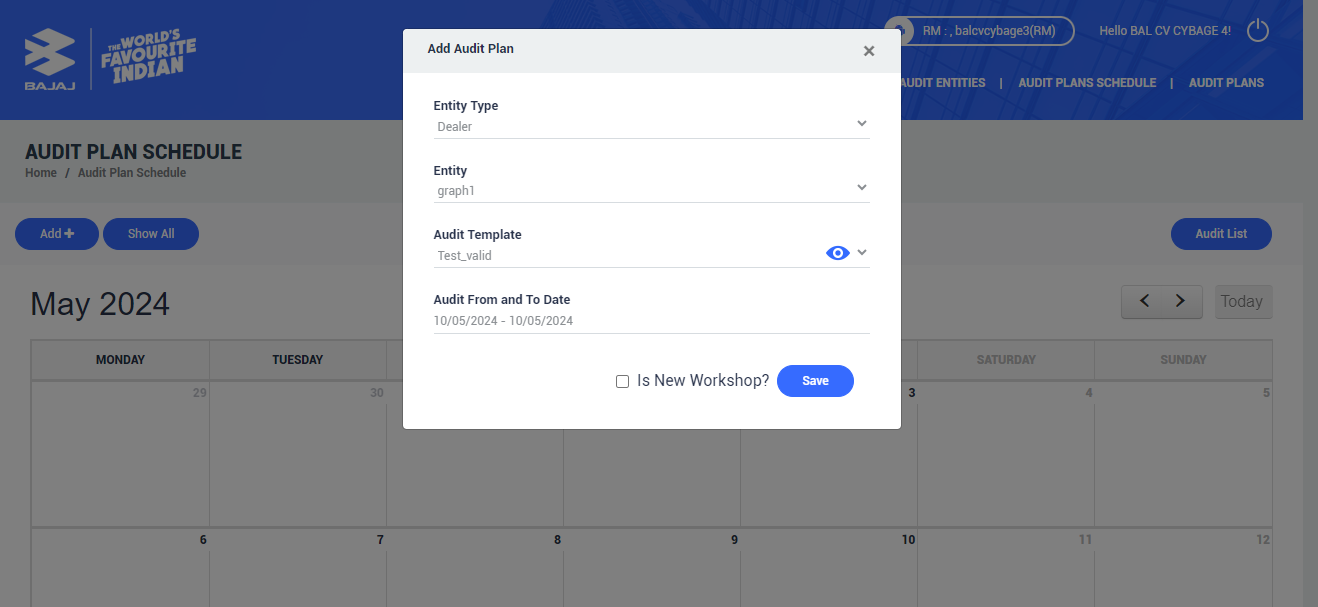 BAJAJ
THE WORLD'S
FAVOURITE
INDIAN
RM : , balcvcybage3(RM)
Hello BAL CV CYBAGE 4!
AUDIT ENTITIES | AUDIT PLANS SCHEDULE | AUDIT PLANS
AUDIT PLAN SCHEDULE
Home / Audit Plan Schedule
Add
Show All
Audit List
May 2024
Today
Add Audit Plan
×
Entity Type
Dealer
Entity
graph1
Audit Template
Test_valid
Audit From and To Date
10/05/2024 - 10/05/2024
Is New Workshop?
Save
MONDAY TUESDAY SATURDAY SUNDAY
29 30 3 4 5
6 7 8 9 10 11 12